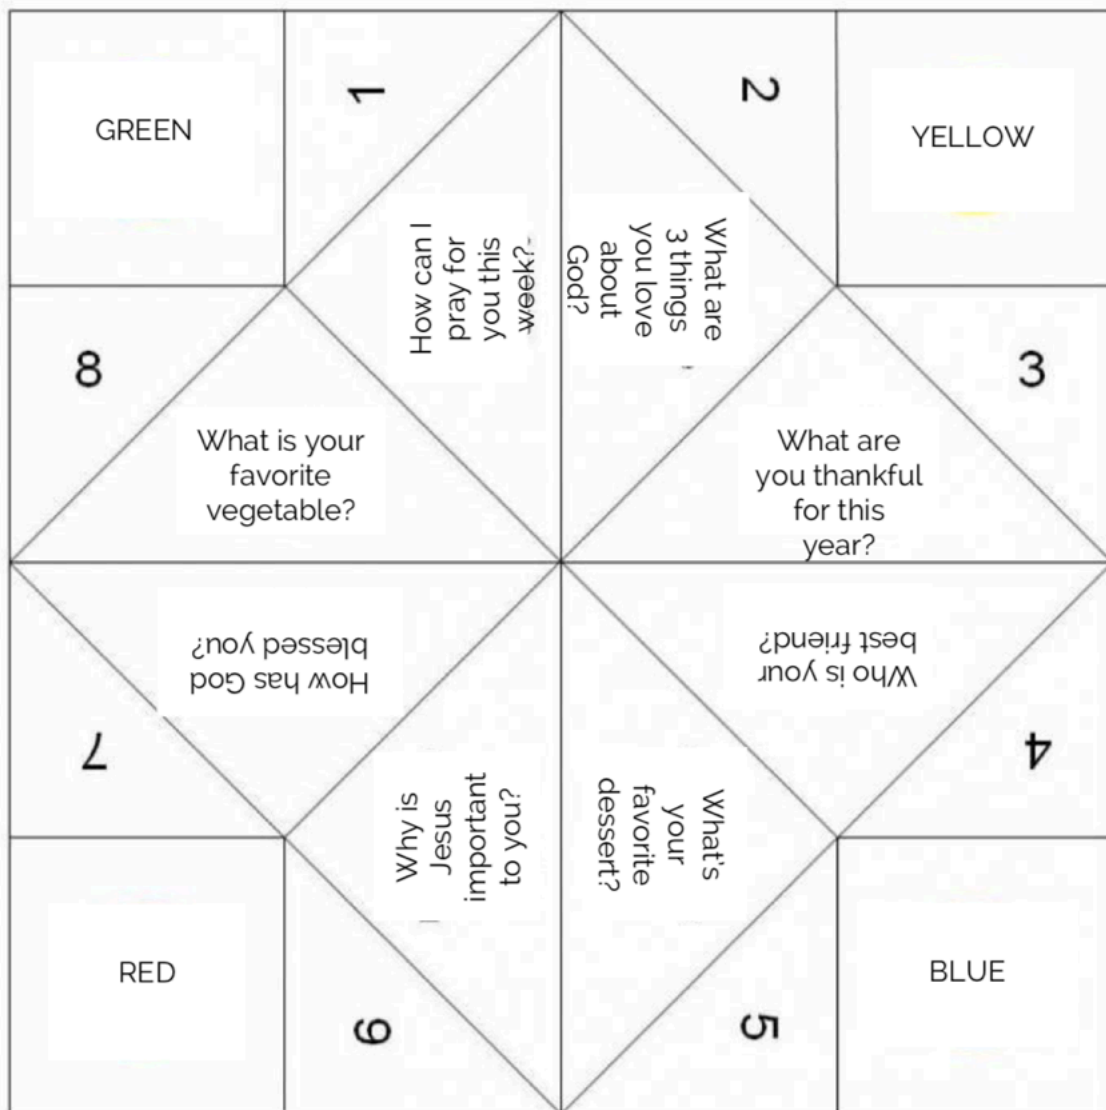 GREEN
1
2
YELLOW
How can I
pray for
you this
week?
What are
3 things
you love
about
God?
8
3
What is your
favorite
vegetable?
What are
you thankful
for this
year?
How has God
blessed you?
Who is your
best friend?
7
4
Why is
Jesus
important
to you?
What's
your
favorite
dessert?
RED
6
5
BLUE